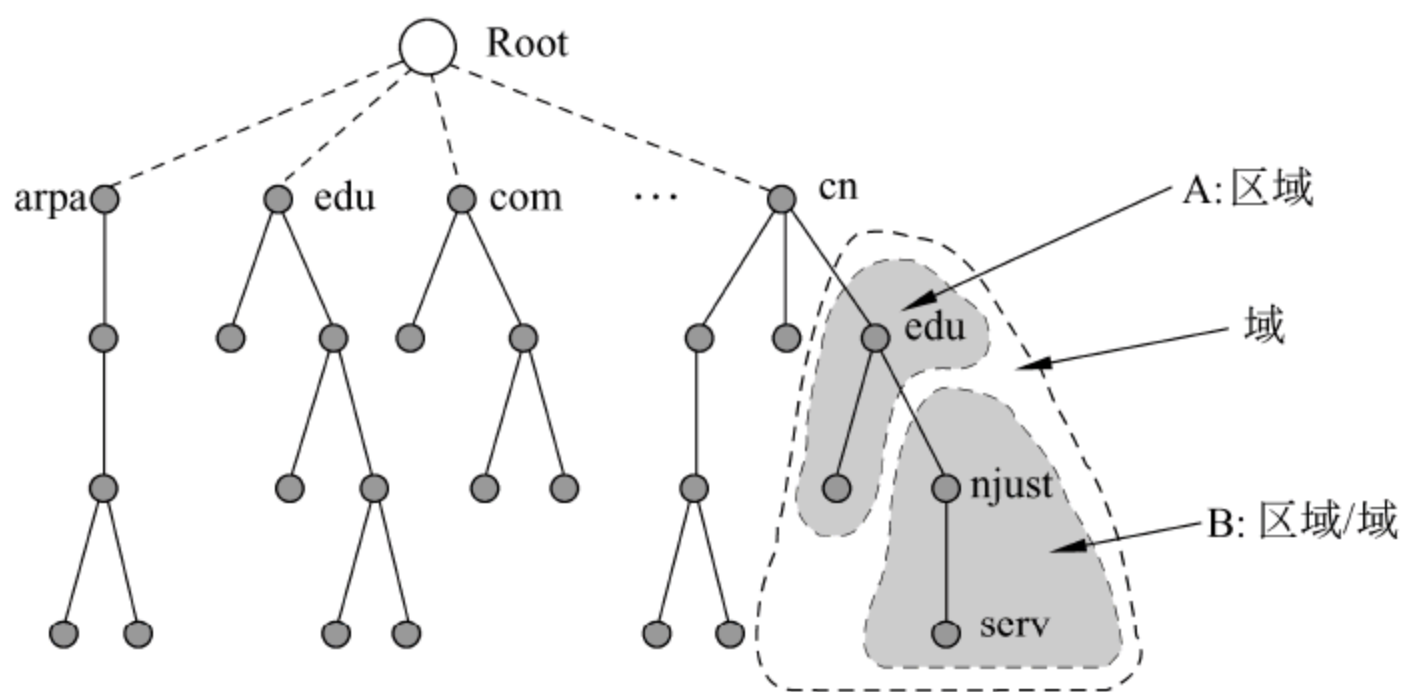 Root
arpa
edu
com
...
cn
A:区域
edu
域
njust
B: 区域/域
serv